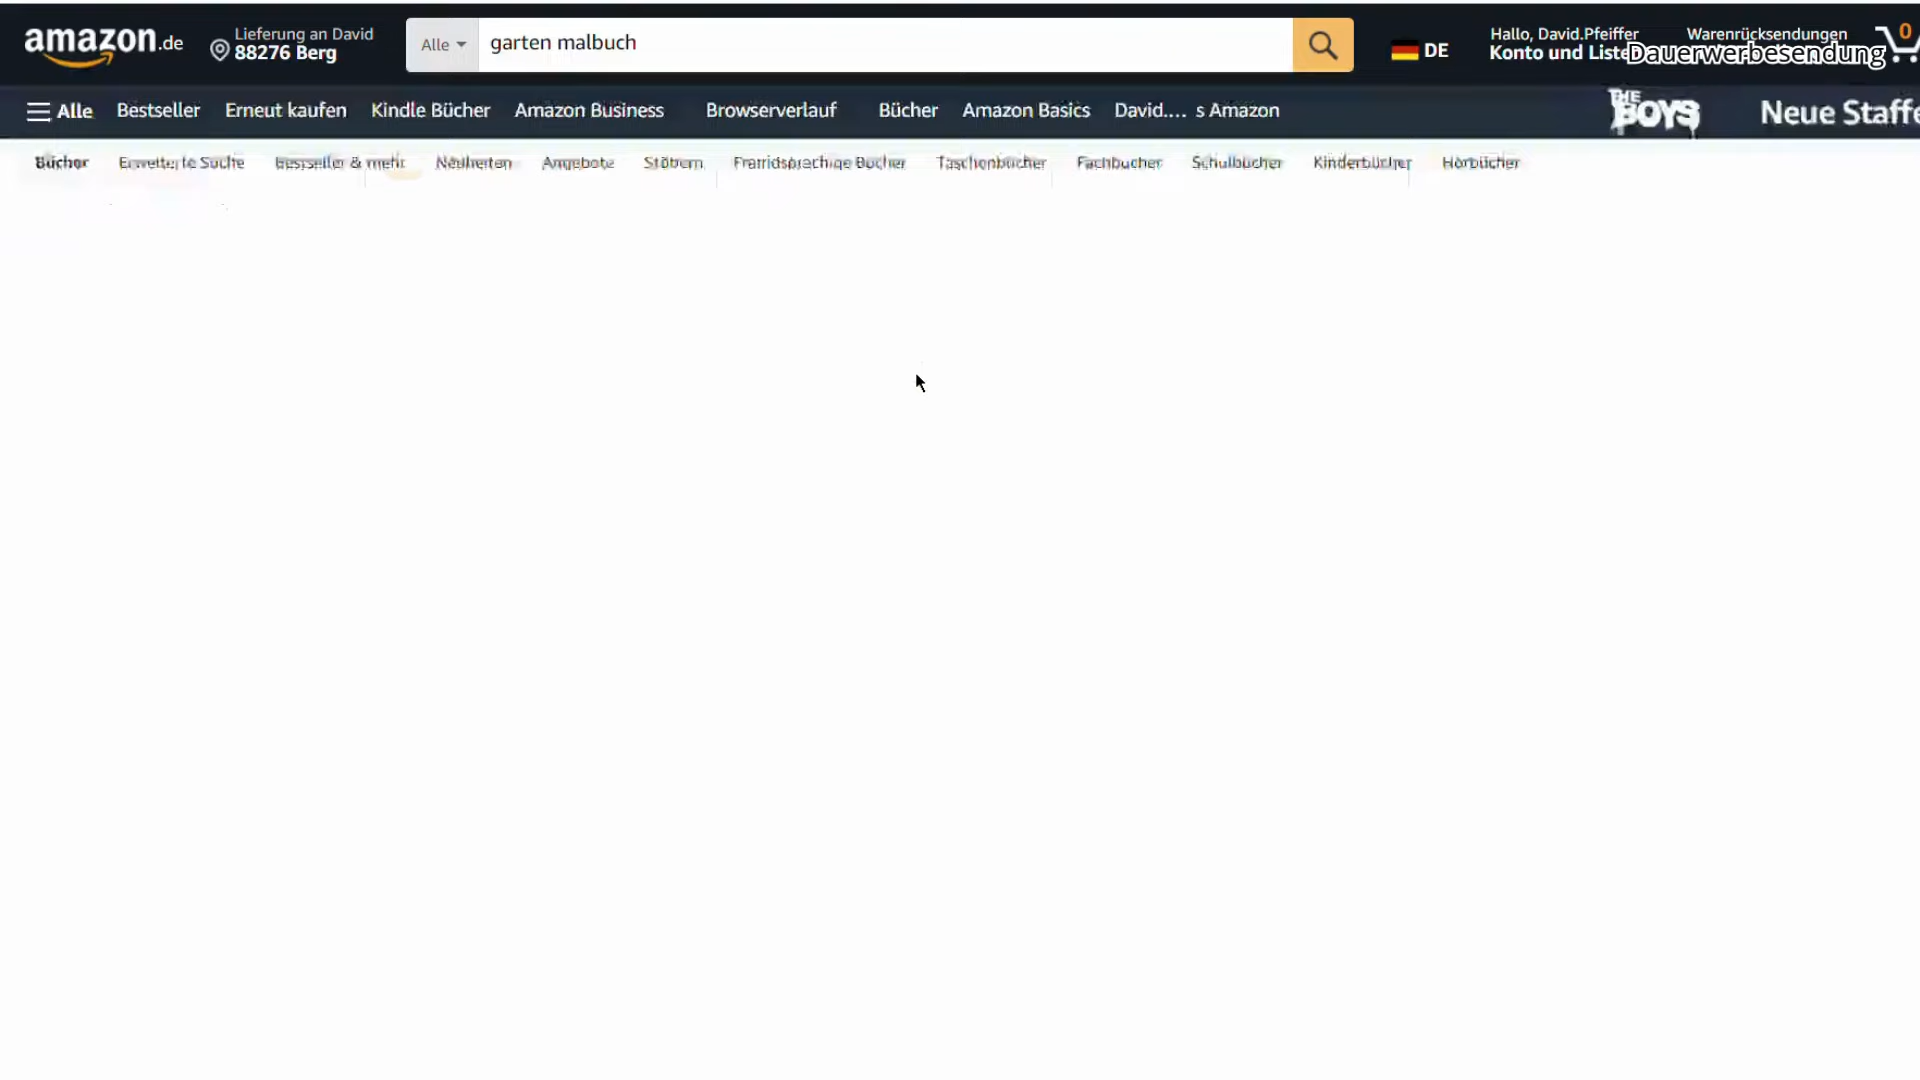 amazon.de
Lieferung an David
88276 Berg
Alle
garten malbuch
DE
Hallo, David.Pfeiffer
Konto und Liste
Warenrücksendungen
Dauerwerbesendung
0
Alle Bestseller Erneut kaufen Kindle Bücher Amazon Business Browserverlauf Bücher Amazon Basics David.... s Amazon
THE BOYS
Neue Staffe
Bücher Erweiterte Suche Bestseller & mehr Neuheiten Angebote Stöbern Fremdsprachige Bücher Taschenbücher Fachbücher Schulbücher Kinderbücher Hörbücher